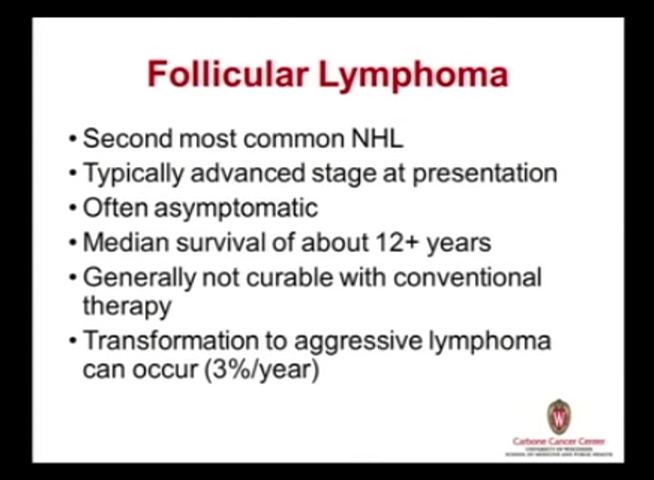 Follicular Lymphoma
• Second most common NHL
• Typically advanced stage at presentation
• Often asymptomatic
• Median survival of about 12+ years
• Generally not curable with conventional
therapy
• Transformation to aggressive lymphoma
can occur (3%/year)
W
Carbone Cancer Center
UNIVERSITY OF WISCONSIN
SCHOOL OF MEDICINE AND PUBLIC HEALTH